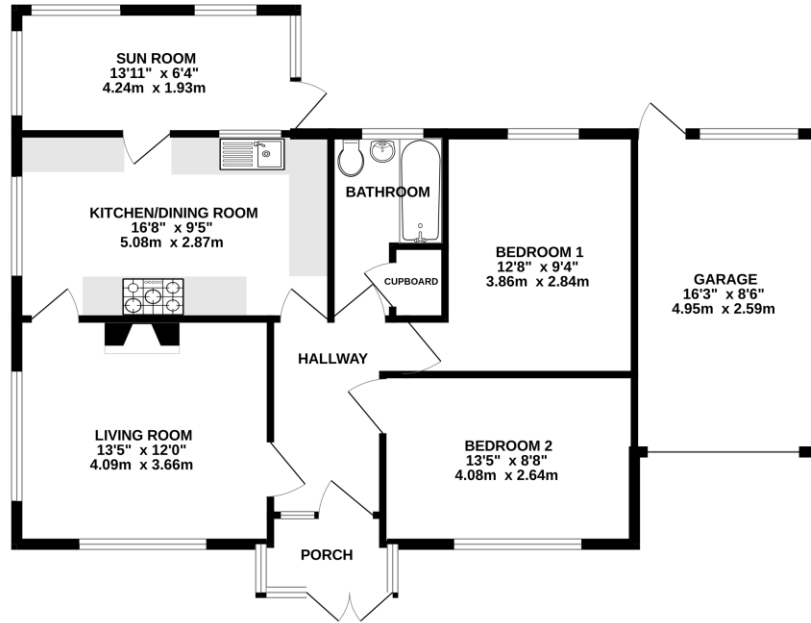 SUN ROOM
13'11" x 6'4"
4.24m x 1.93m
KITCHEN/DINING ROOM
16'8" x 9'5"
5.08m x 2.87m
BATHROOM
CUPBOARD
BEDROOM 1
12'8" x 9'4"
3.86m x 2.84m
GARAGE
16'3" x 8'6"
4.95m x 2.59m
HALLWAY
LIVING ROOM
13'5" x 12'0"
4.09m x 3.66m
BEDROOM 2
13'5" x 8'8"
4.08m x 2.64m
PORCH